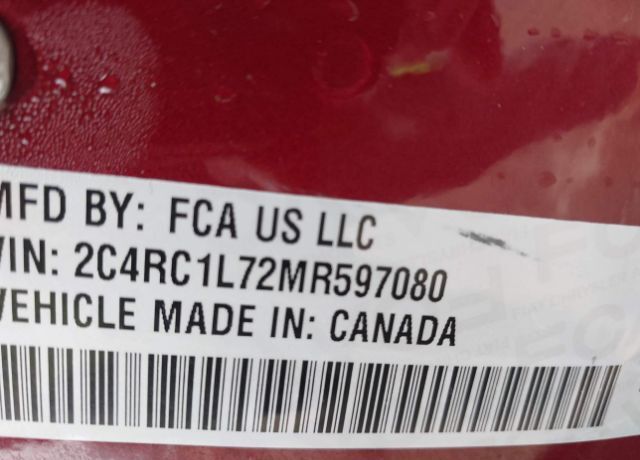 MFD BY: FCA US LLC
VIN: 2C4RC1L72MR597080
VEHICLE MADE IN: CANADA